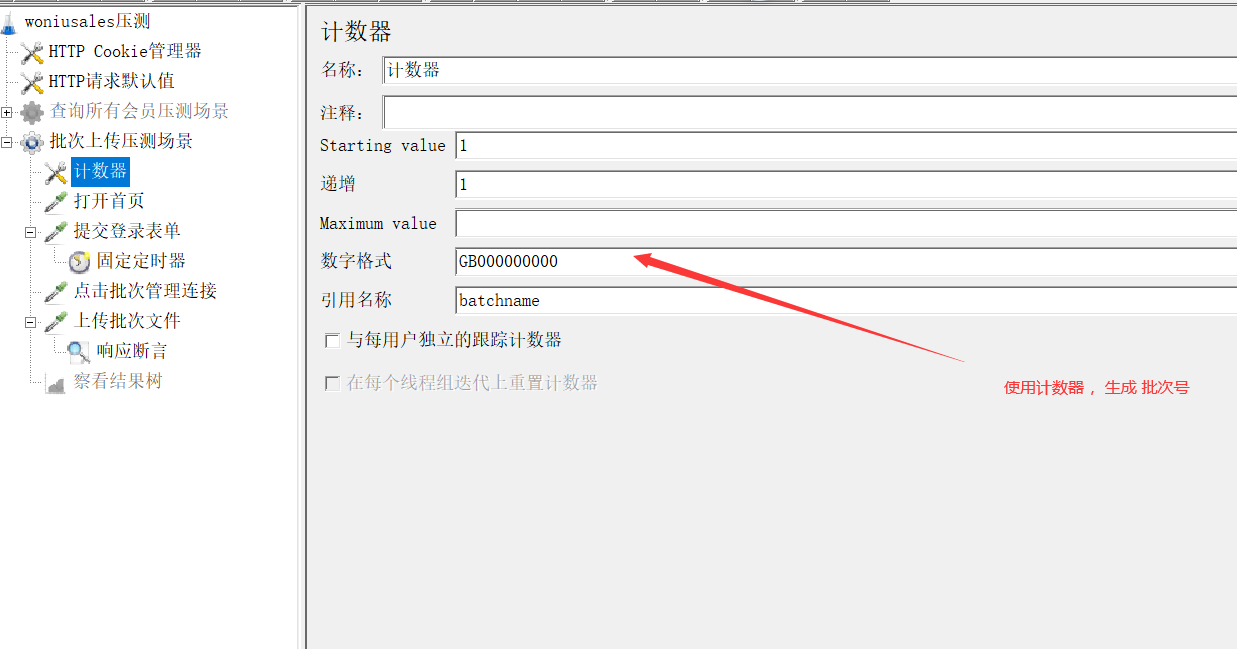 woniusales压测
HTTP Cookie管理器
HTTP请求默认值
查询所有会员压测场景
批次上传压测场景
计数器
打开首页
提交登录表单
固定定时器
点击批次管理连接
上传批次文件
响应断言
察看结果树
计数器
名称： 计数器
注释：
Starting value 1
递增 1
Maximum value
数字格式 GB000000000
引用名称 batchname
与每用户独立的跟踪计数器
在每个线程组迭代上重置计数器
使用计数器 ，生成 批次号